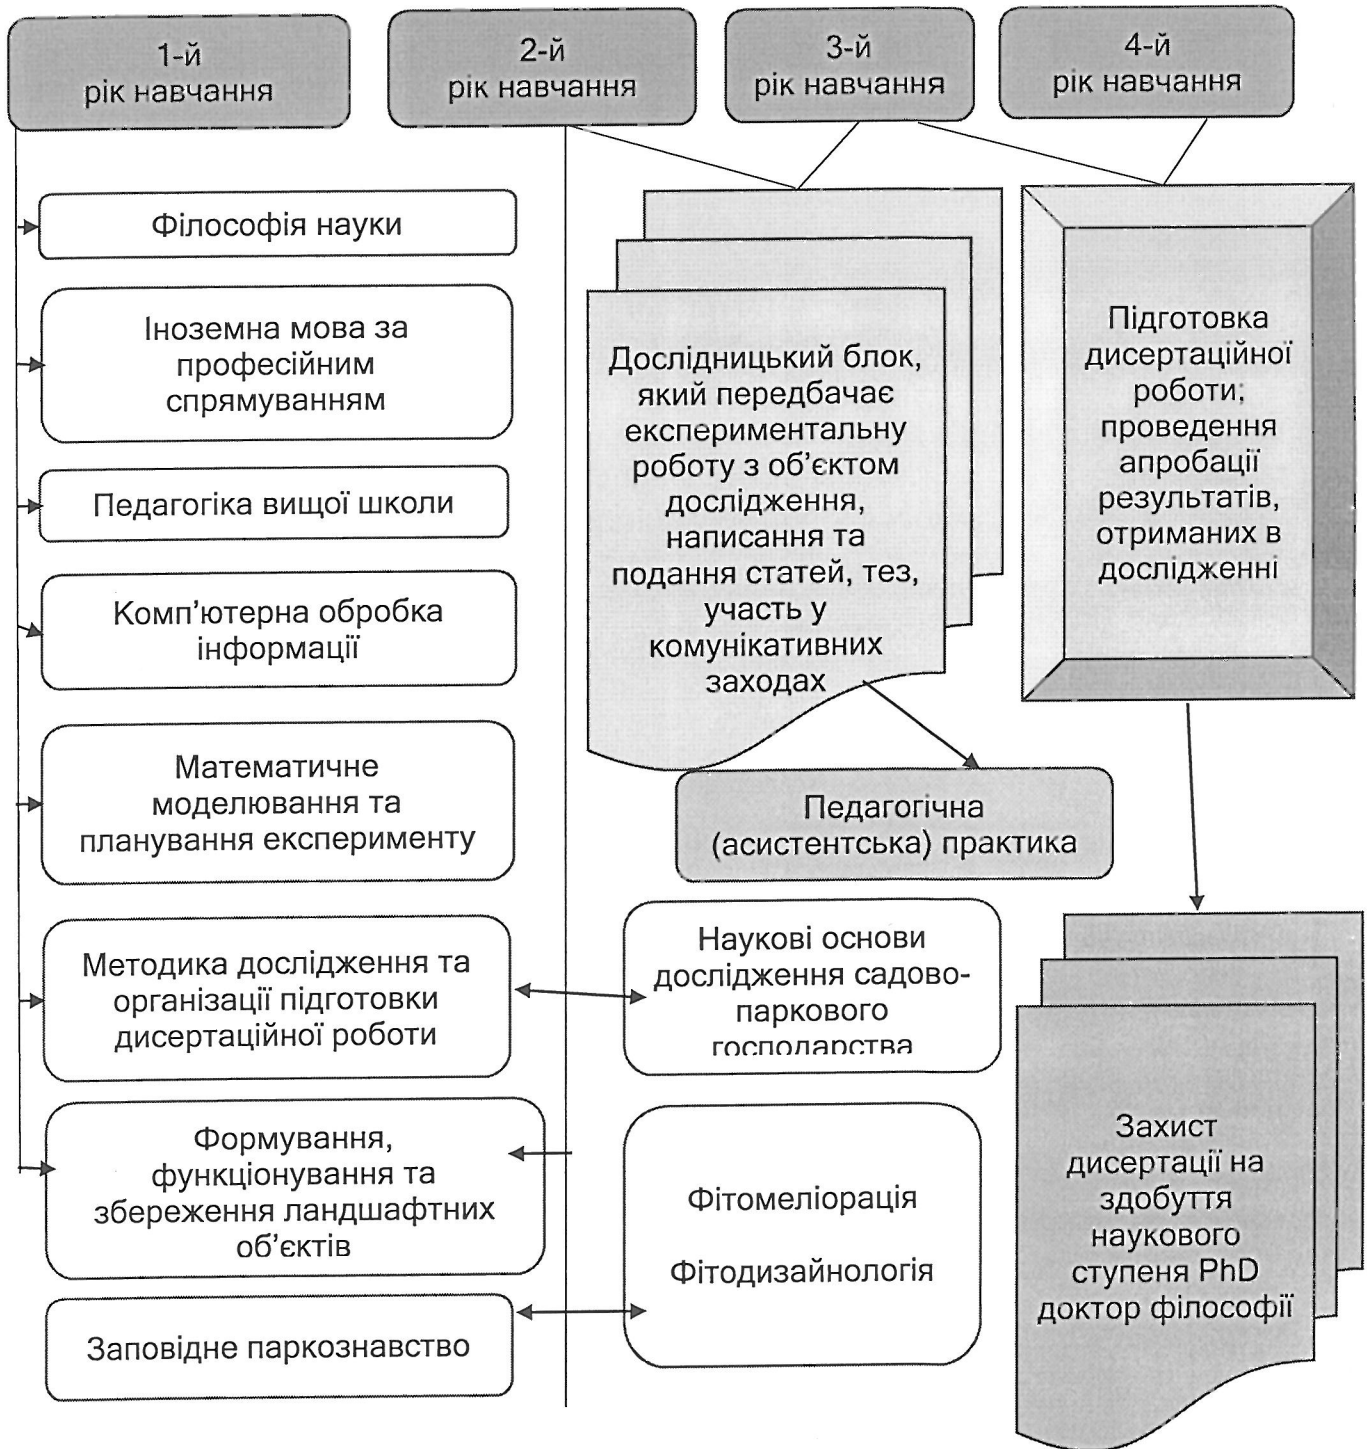 1-й
рік навчання
2-й
рік навчання
3-й
рік навчання
4-й
рік навчання
Філософія науки
Іноземна мова за
професійним
спрямуванням
Педагогіка вищої школи
Комп’ютерна обробка
інформації
Математичне
моделювання та
планування експерименту
Методика дослідження та
організації підготовки
дисертаційної роботи
Формування,
функціонування та
збереження ландшафтних
об’єктів
Заповідне паркознавство
Дослідницький блок,
який передбачає
експериментальну
роботу з об’єктом
дослідження,
написання та
подання статей, тез,
участь у
комунікативних
заходах
Педагогічна
(асистентська) практика
Наукові основи
дослідження садово-
паркового
господарства
Фітомеліорація
Фітодизайнологія
Підготовка
дисертаційної
роботи;
проведення
апробації
результатів,
отриманих в
дослідженні
Захист
дисертації на
здобуття
наукового
ступеня PhD
доктор філософії